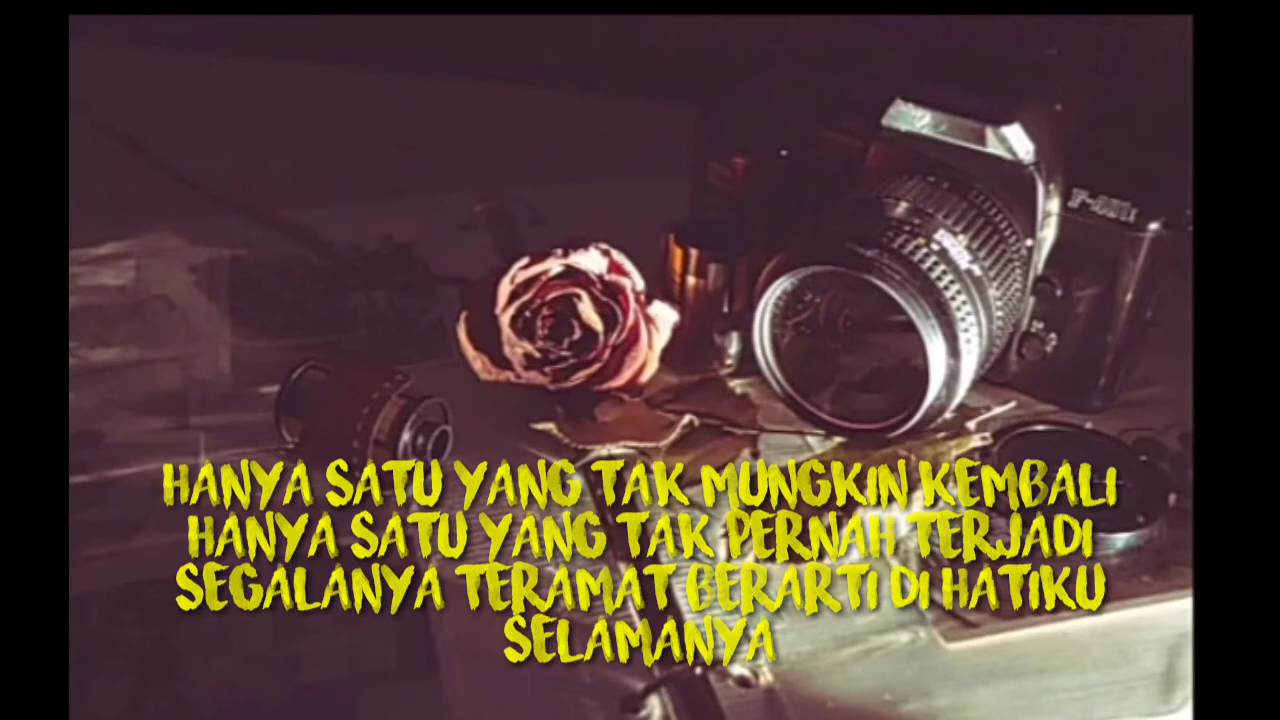 HANYA SATU YANG TAK MUNGKIN KEMBALI
HANYA SATU YANG TAK PERNAH TERJADI
SEGALANYA TERAMAT BERARTI DI HATIKU
SELAMANYA